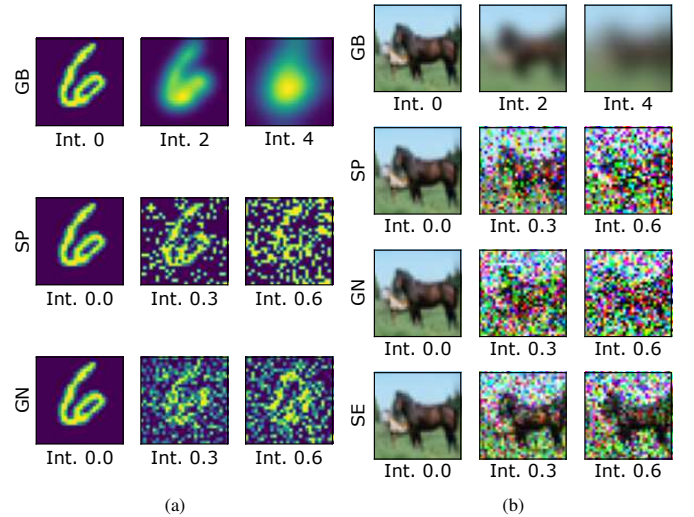 GB
Int. 0 Int. 2 Int. 4
SP
Int. 0.0 Int. 0.3 Int. 0.6
GN
Int. 0.0 Int. 0.3 Int. 0.6
(a)
GB
Int. 0 Int. 2 Int. 4
SP
Int. 0.0 Int. 0.3 Int. 0.6
GN
Int. 0.0 Int. 0.3 Int. 0.6
SE
Int. 0.0 Int. 0.3 Int. 0.6
(b)